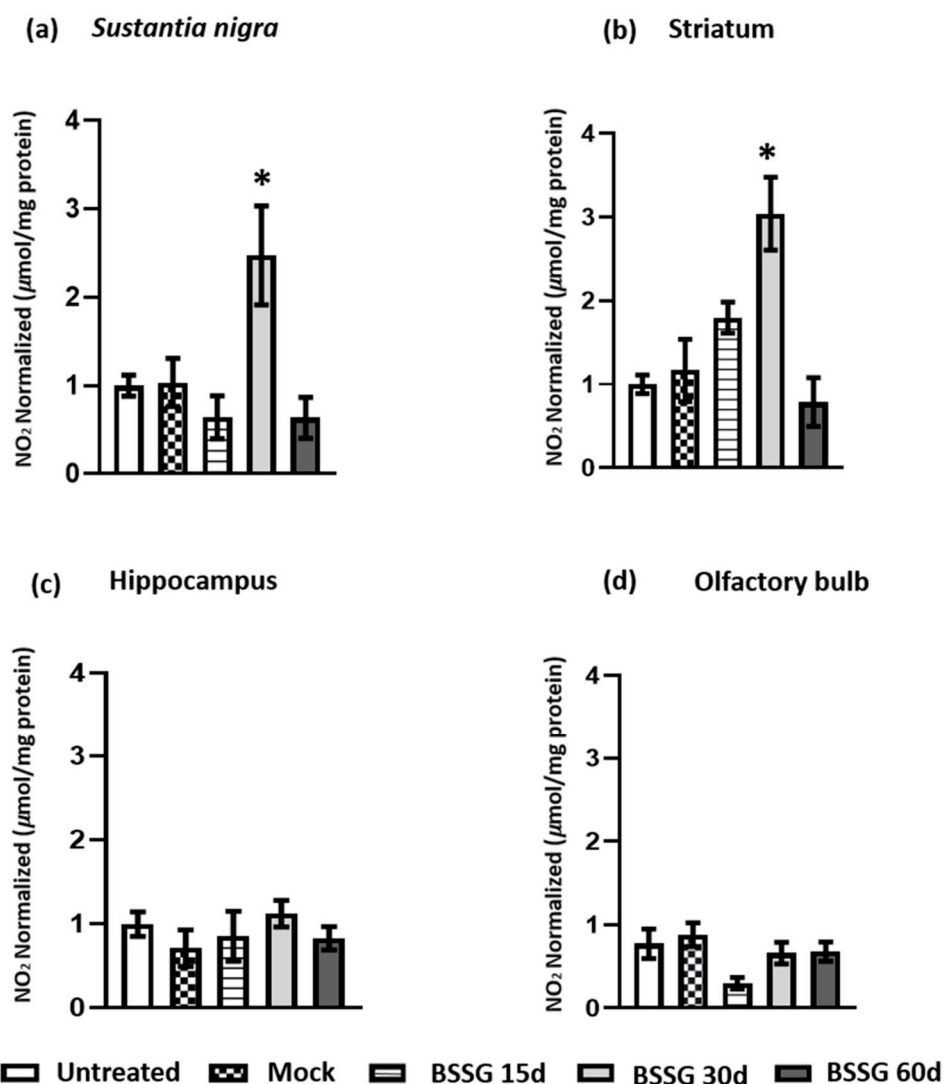 (a) Sustantia nigra
(b) Striatum
NO2 Normalized (μmol/mg protein)
4
3
2
1
0
*
NO2 Normalized (μmol/mg protein)
4
3
2
1
0
*
(c) Hippocampus
(d) Olfactory bulb
NO2 Normalized (μmol/mg protein)
4
3
2
1
0
NO2 Normalized (μmol/mg protein)
4
3
2
1
0
Untreated Mock BSSG 15d BSSG 30d BSSG 60d